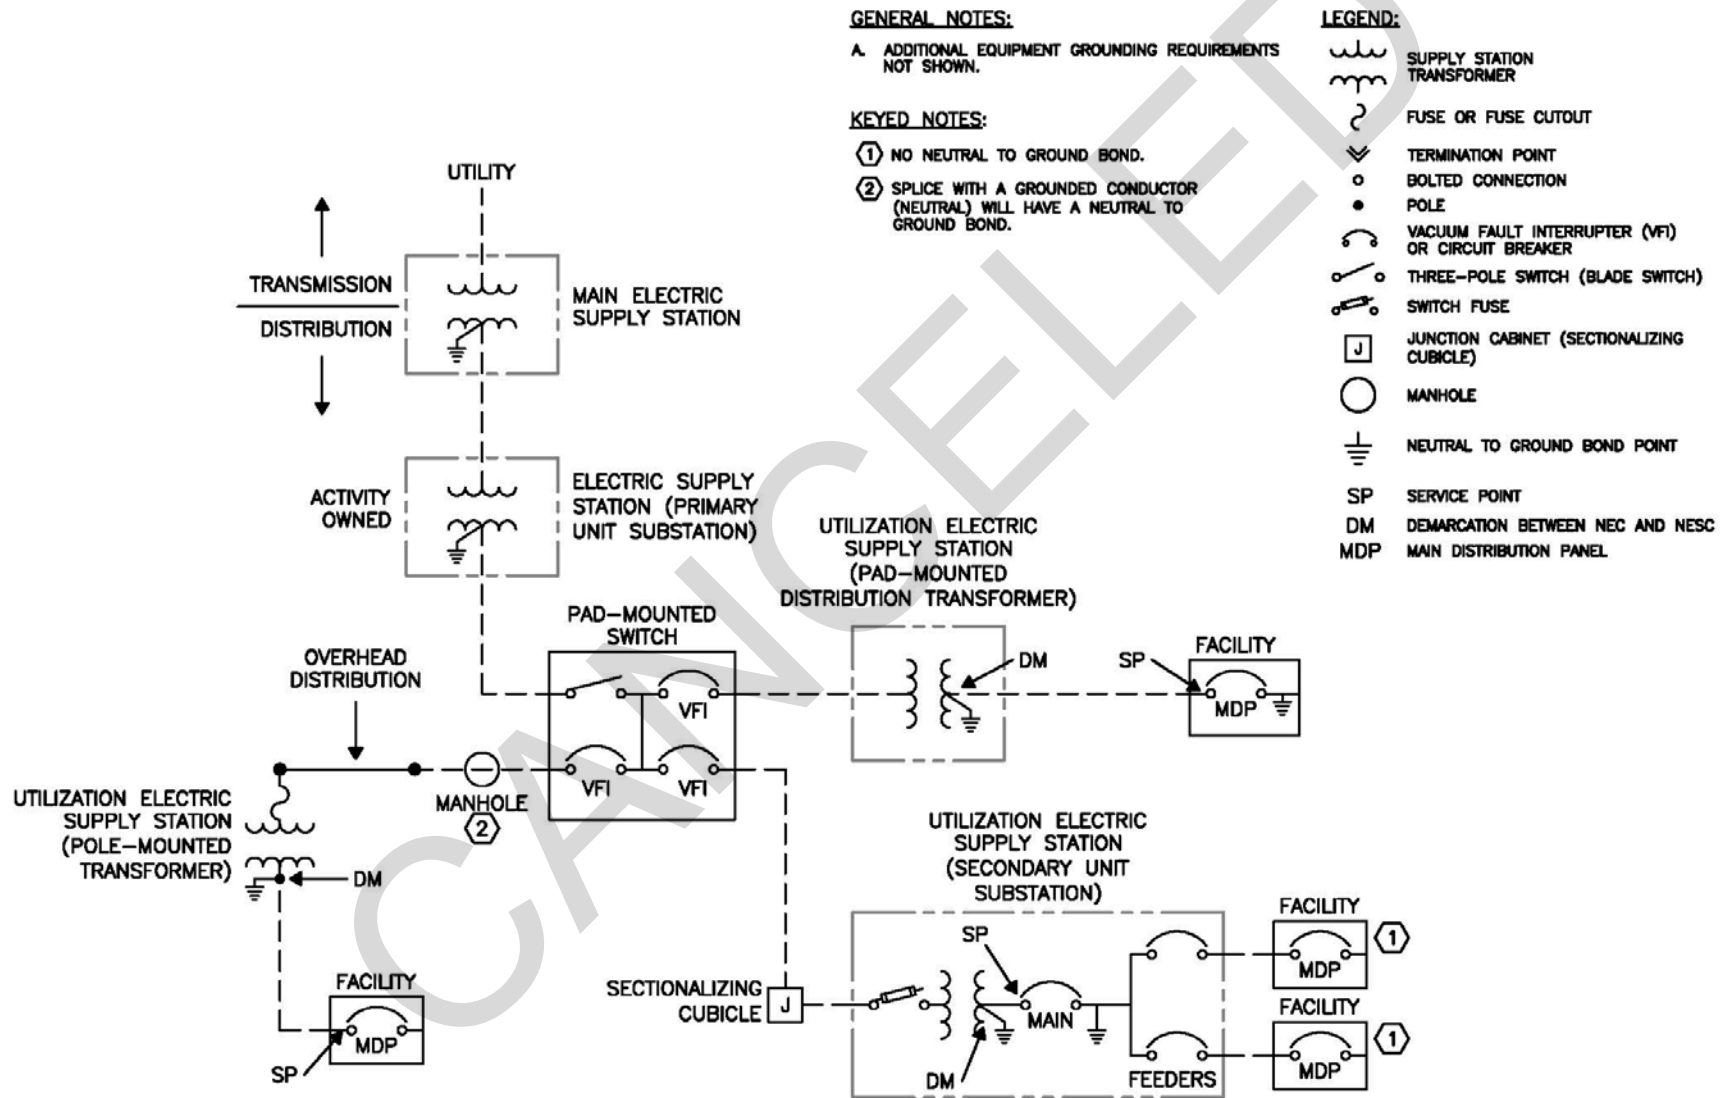 GENERAL NOTES:
A. ADDITIONAL EQUIPMENT GROUNDING REQUIREMENTS
NOT SHOWN.
KEYED NOTES:
1 NO NEUTRAL TO GROUND BOND.
2 SPLICE WITH A GROUNDED CONDUCTOR
(NEUTRAL) WILL HAVE A NEUTRAL TO
GROUND BOND.
LEGEND:
SUPPLY STATION
TRANSFORMER
FUSE OR FUSE CUTOUT
TERMINATION POINT
BOLTED CONNECTION
POLE
VACUUM FAULT INTERRUPTER (VFI)
OR CIRCUIT BREAKER
THREE-POLE SWITCH (BLADE SWITCH)
SWITCH FUSE
J JUNCTION CABINET (SECTIONALIZING
CUBICLE)
MANHOLE
NEUTRAL TO GROUND BOND POINT
SP SERVICE POINT
DM DEMARCATION BETWEEN NEC AND NESC
MDP MAIN DISTRIBUTION PANEL
UTILITY
TRANSMISSION
DISTRIBUTION
MAIN ELECTRIC
SUPPLY STATION
ACTIVITY
OWNED
ELECTRIC SUPPLY
STATION (PRIMARY
UNIT SUBSTATION)
UTILIZATION ELECTRIC
SUPPLY STATION
(PAD-MOUNTED
DISTRIBUTION TRANSFORMER)
PAD-MOUNTED
SWITCH
OVERHEAD
DISTRIBUTION
VFI
VFI
VFI
DM
SP
FACILITY
MDP
MANHOLE
2
UTILIZATION ELECTRIC
SUPPLY STATION
(POLE-MOUNTED
TRANSFORMER)
DM
FACILITY
MDP
SP
SECTIONALIZING
CUBICLE
J
UTILIZATION ELECTRIC
SUPPLY STATION
(SECONDARY UNIT
SUBSTATION)
SP
MAIN
DM
FEEDERS
FACILITY
MDP
1
FACILITY
MDP
1
CANCELED